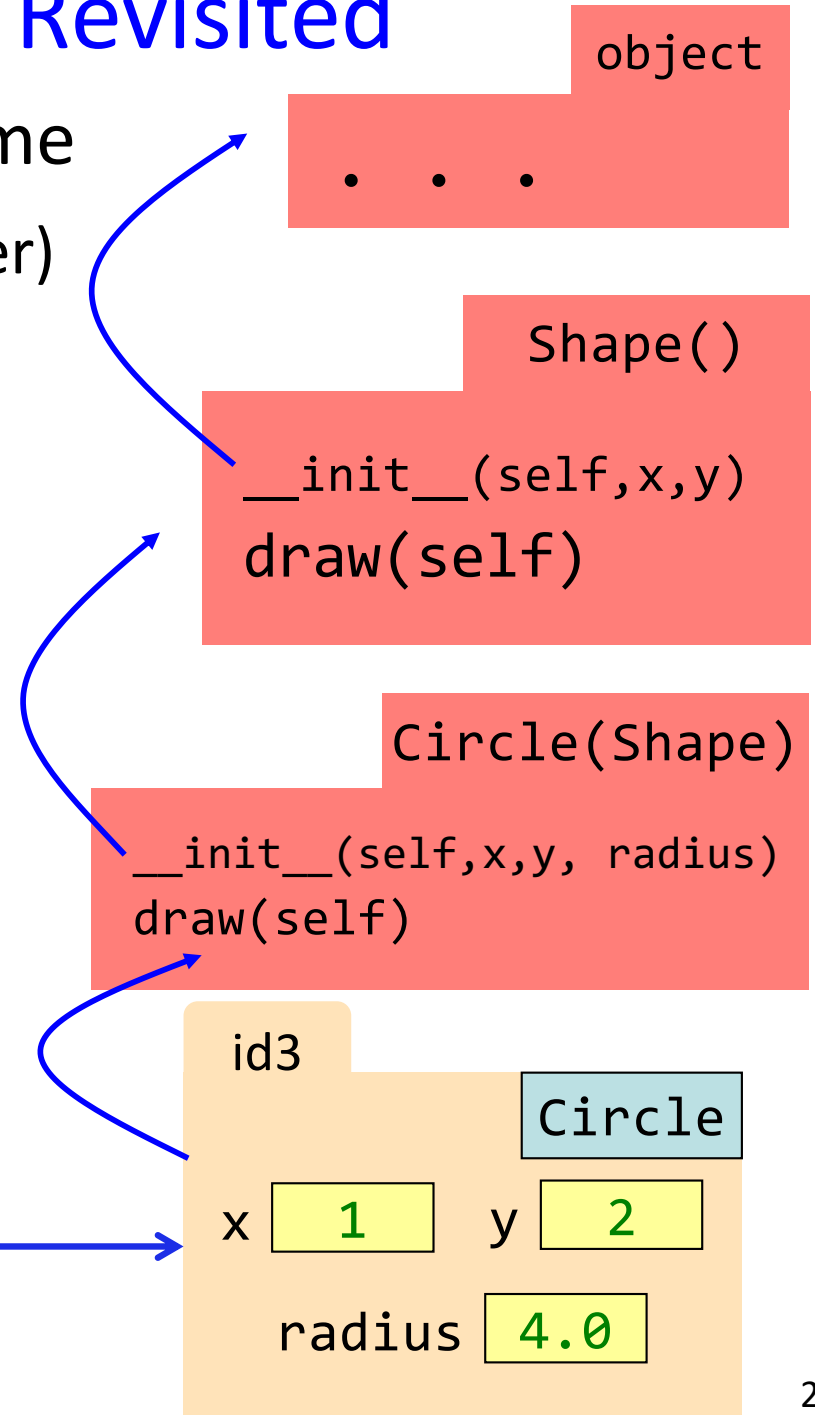 Revisited
object
me
. . .
er)
Shape()
__init__(self,x,y)
draw(self)
Circle(Shape)
__init__(self,x,y, radius)
draw(self)
id3
Circle
x 1 y 2
radius 4.0
2